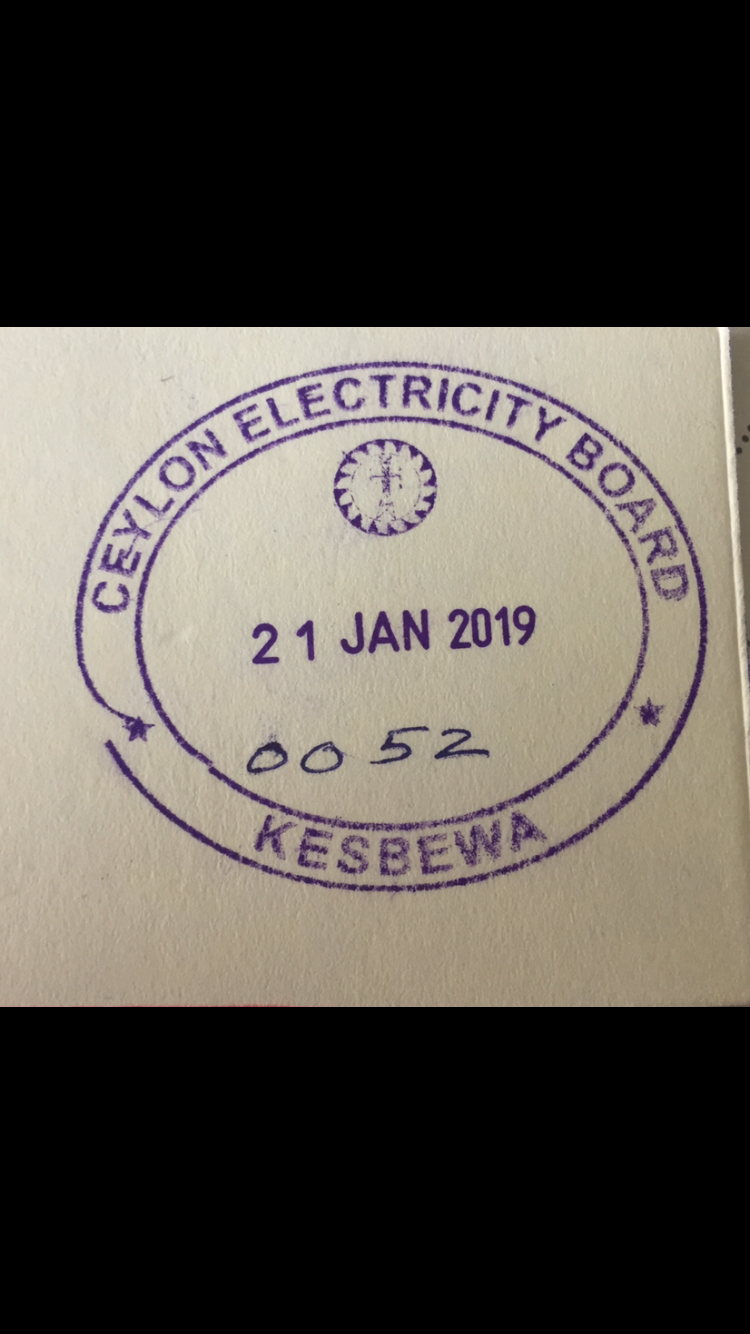 CEYLON ELECTRICITY BOARD
21 JAN 2019
0052
KESBEWA